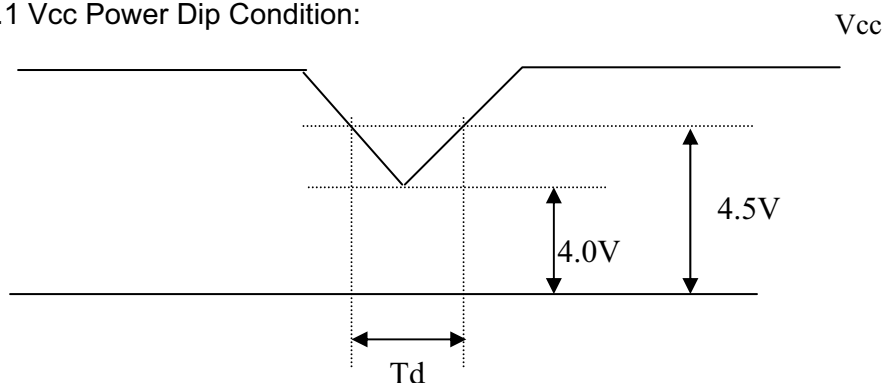 .1 Vcc Power Dip Condition:
Vcc
4.5V
4.0V
Td